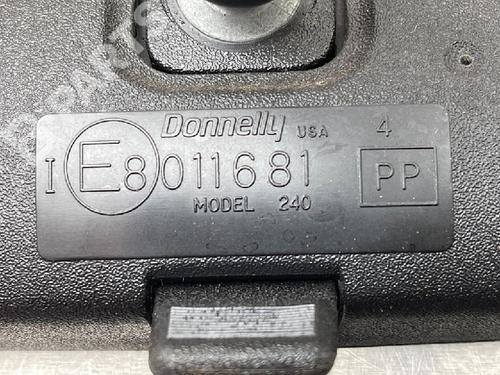 Donnelly USA 4
I E8 011681 PP
MODEL 240